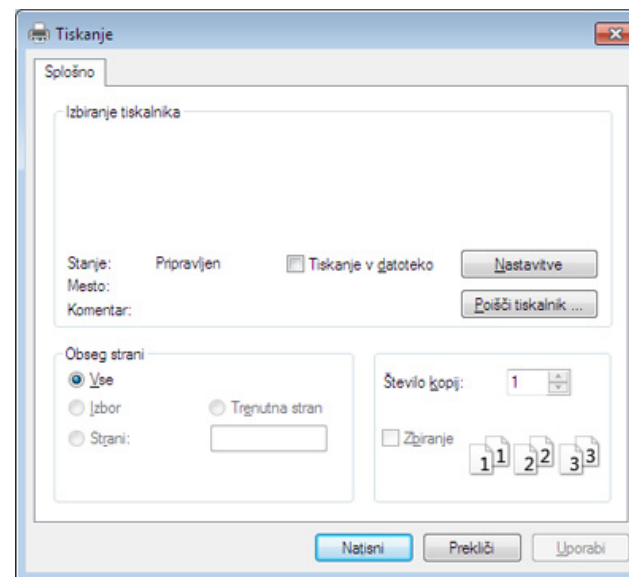 Tiskanje
Splošno
Izbiranje tiskalnika
Stanje: Pripravljen Tiskanje v datoteko Nastavitve
Mesto:
Komentar: Poišči tiskalnik ...
Obseg strani
Vse
Izbor Trenutna stran
Strani:
Število kopij: 1
Zbiranje
1 1 2 2 3 3
Natisni Prekliči Uporabi